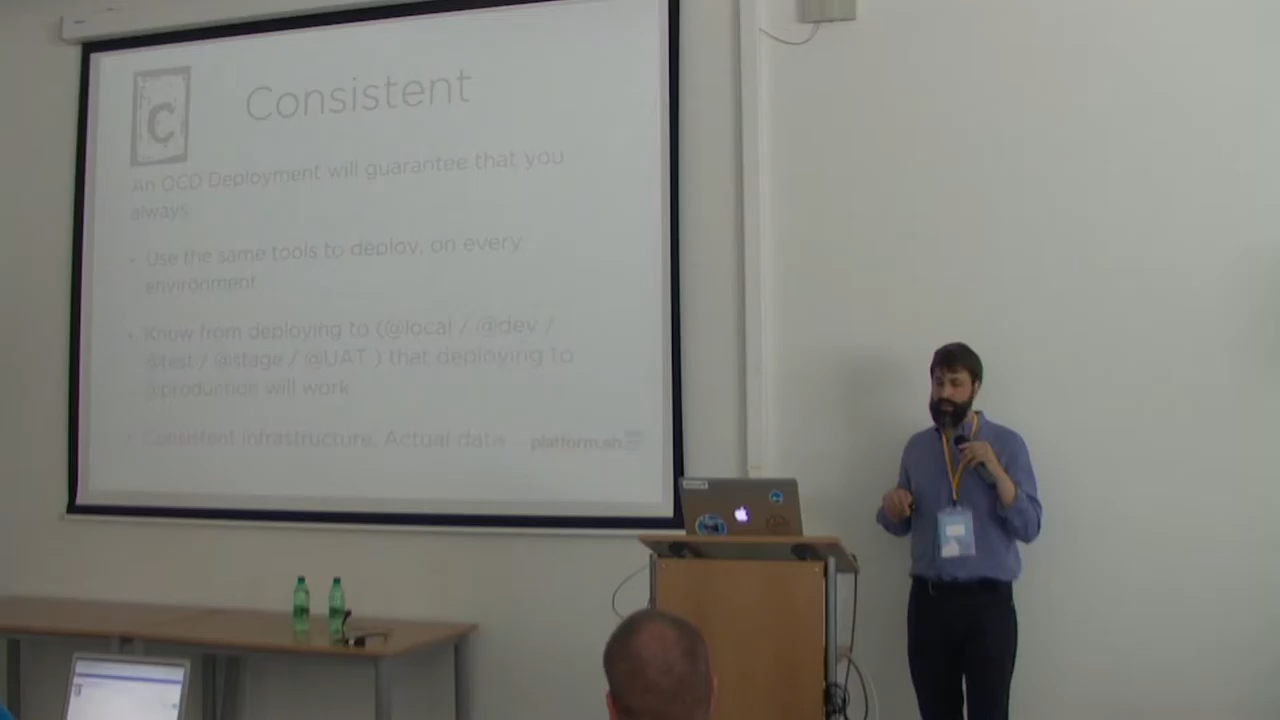 C
Consistent
An OCD Deployment will guarantee that you
always
• Use the same tools to deploy, on every
environment
• Know from deploying to (@local / @dev /
@test / @stage / @UAT ) that deploying to
@production will work
• Consistent infrastructure, Actual data
platform.sh